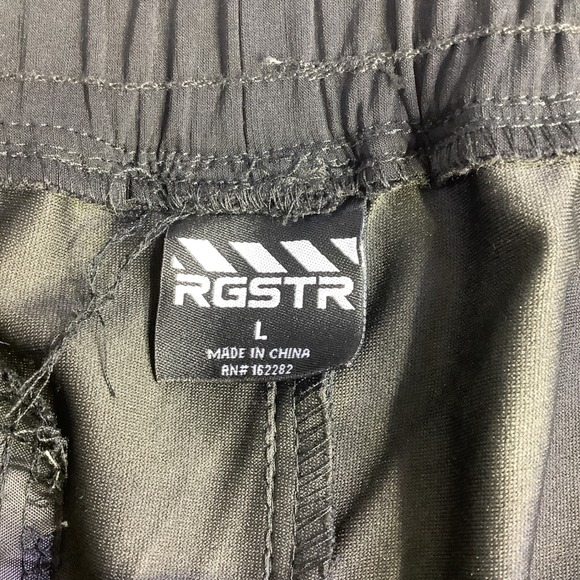 RGSTR
L
MADE IN CHINA
RN# 162282